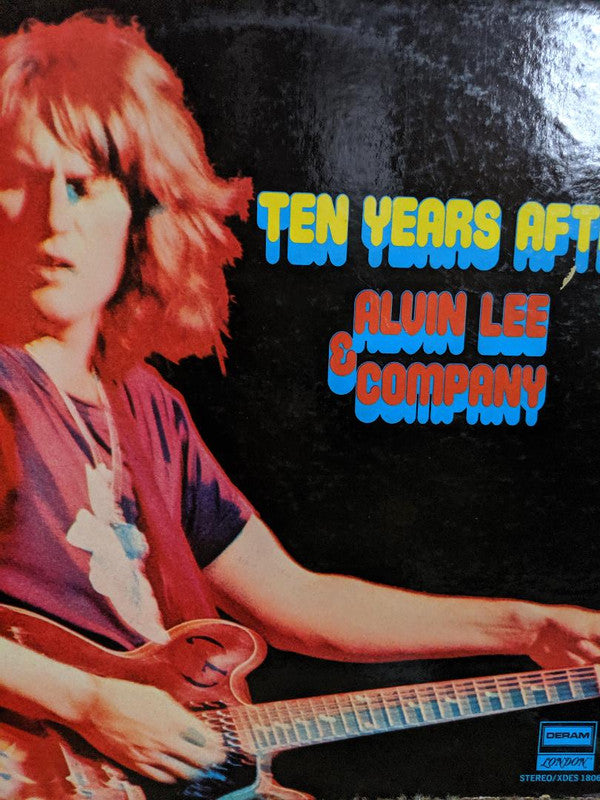 TEN YEARS AFT
ALVIN LEE
& COMPANY
DERAM
LONDON
STEREO/XDES 1806